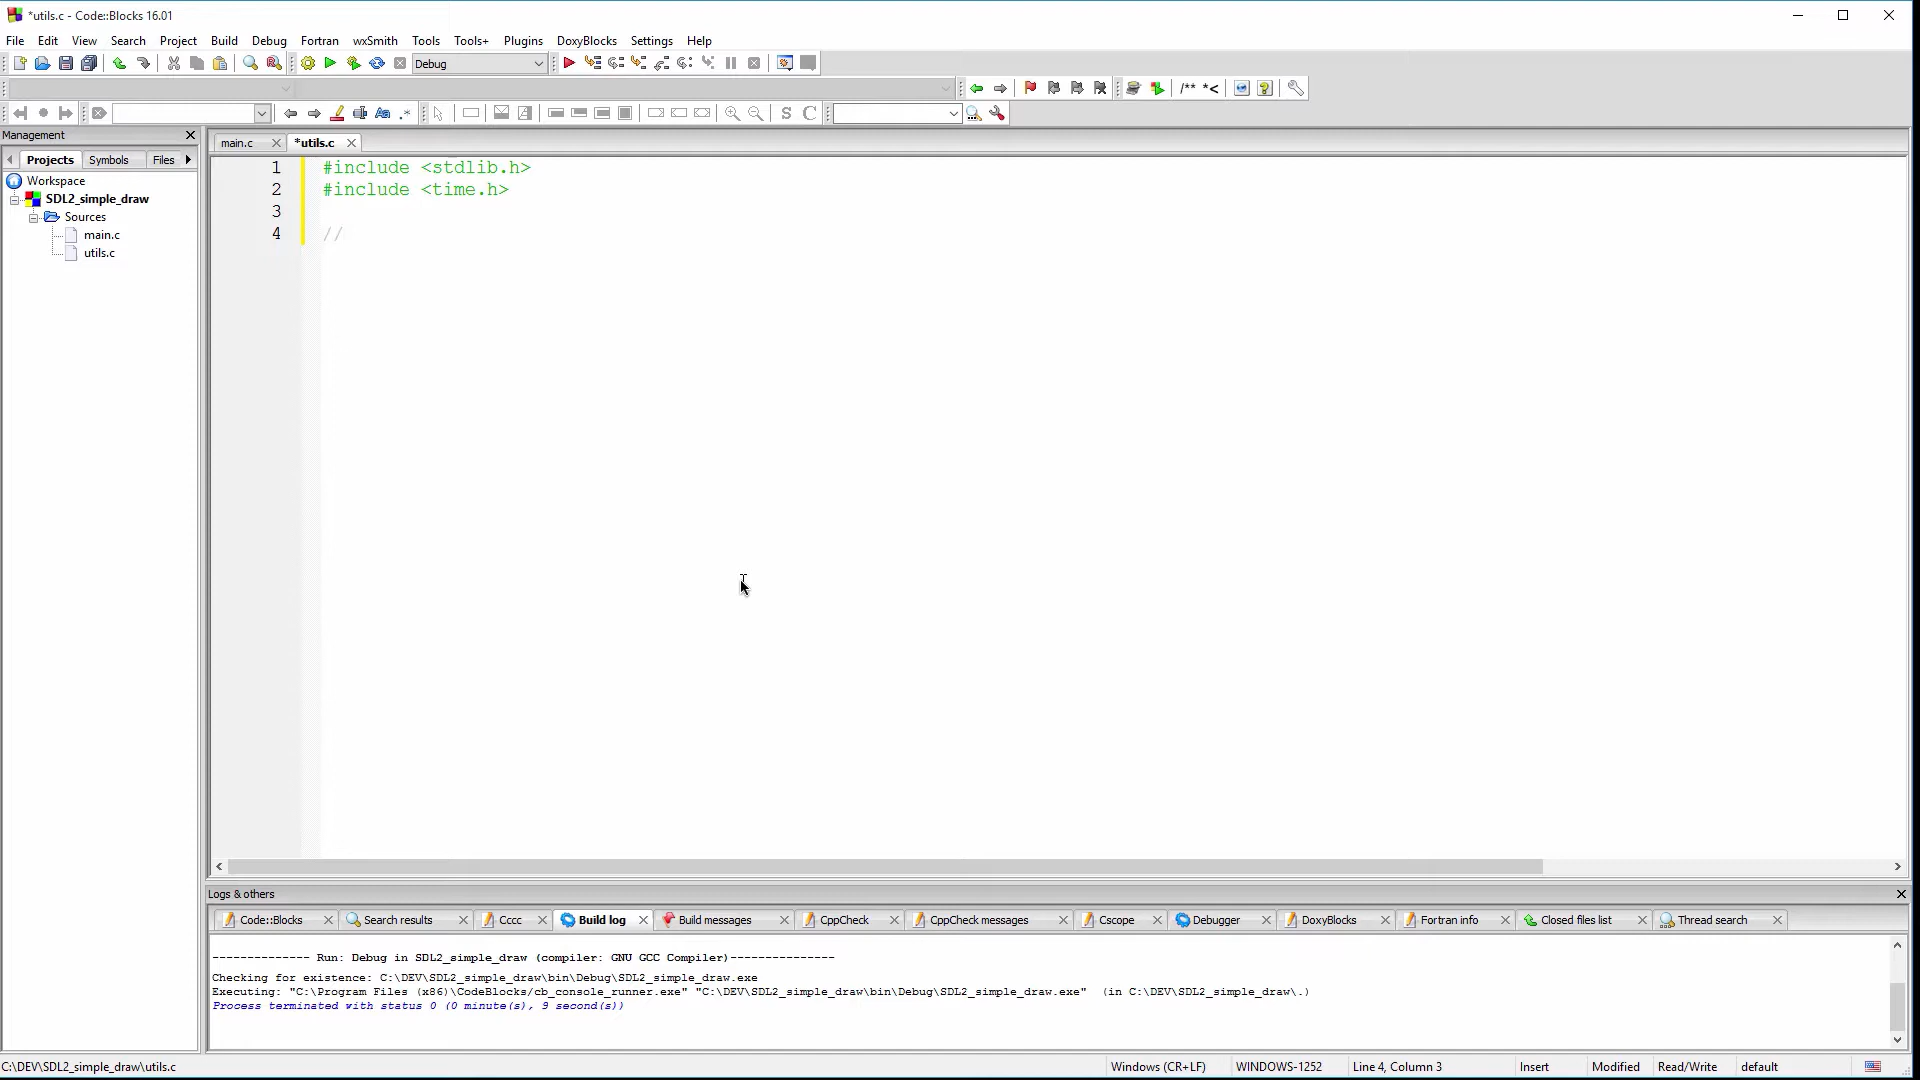 *utils.c - Code::Blocks 16.01
File Edit View Search Project Build Debug Fortran wxSmith Tools Tools+ Plugins DoxyBlocks Settings Help
Debug
/** *<
S C
Management
Projects Symbols Files
main.c *utils.c
Workspace
SDL2_simple_draw
Sources
main.c
utils.c
1 #include <stdlib.h>
2 #include <time.h>
3
4 //
Logs & others
Code::Blocks Search results Cccc Build log Build messages CppCheck CppCheck messages Cscope Debugger DoxyBlocks Fortran info Closed files list Thread search
-------------- Run: Debug in SDL2_simple_draw (compiler: GNU GCC Compiler)---------------
Checking for existence: C:\DEV\SDL2_simple_draw\bin\Debug\SDL2_simple_draw.exe
Executing: "C:\Program Files (x86)\CodeBlocks/cb_console_runner.exe" "C:\DEV\SDL2_simple_draw\bin\Debug\SDL2_simple_draw.exe"  (in C:\DEV\SDL2_simple_draw\.)
Process terminated with status 0 (0 minute(s), 9 second(s))
C:\DEV\SDL2_simple_draw\utils.c Windows (CR+LF) WINDOWS-1252 Line 4, Column 3 Insert Modified Read/Write default